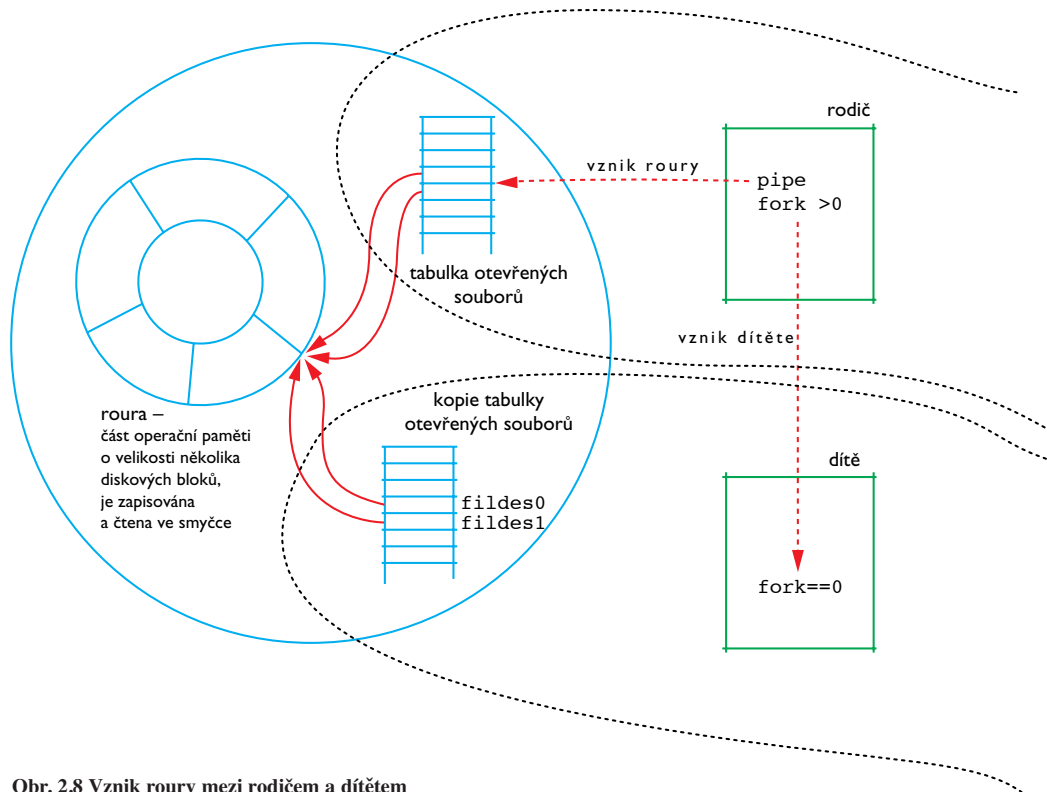 rodič
vznik roury
pipe
fork >0
tabulka otevřených
souborů
vznik dítěte
roura –
část operační paměti
o velikosti několika
diskových bloků,
je zapisována
a čtena ve smyčce
kopie tabulky
otevřených souborů
fildes0
fildes1
dítě
fork==0
Obr. 2.8 Vznik roury mezi rodičem a dítětem